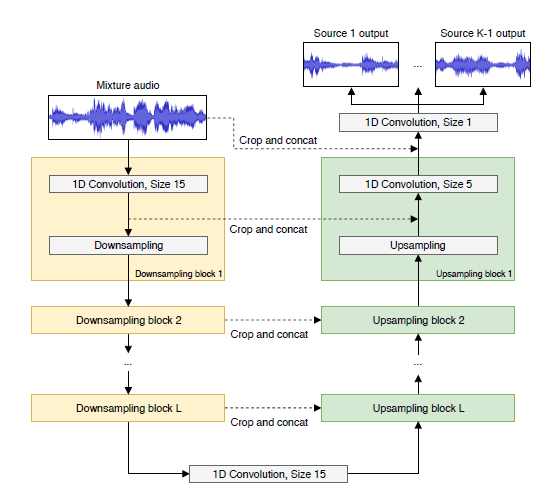 Source 1 output
Source K-1 output
...
Mixture audio
1D Convolution, Size 1
Crop and concat
1D Convolution, Size 15
1D Convolution, Size 5
Crop and concat
Downsampling
Upsampling
Downsampling block 1
Upsampling block 1
Downsampling block 2
Upsampling block 2
Crop and concat
...
...
Downsampling block L
Upsampling block L
Crop and concat
1D Convolution, Size 15